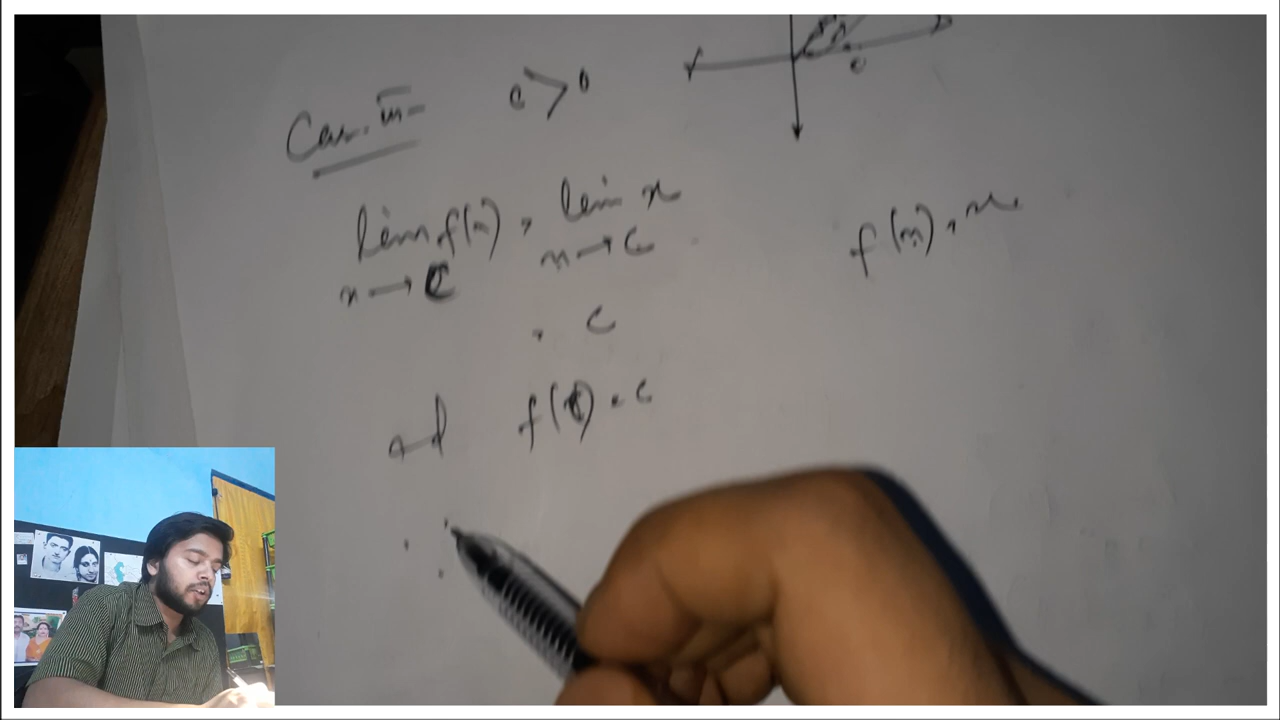 Case III- c > 0
lim f(x) = lim x
x → c x → c
f(x) = x
= c
and f(c) = c